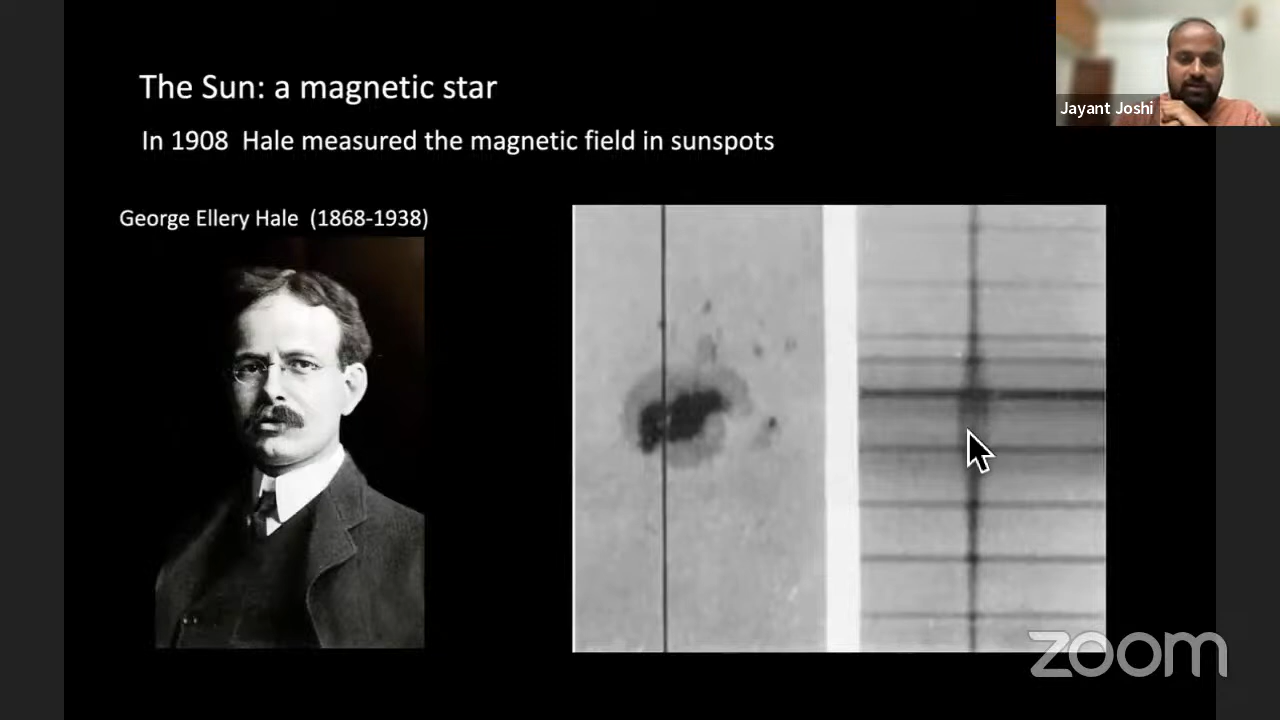 The Sun: a magnetic star
In 1908 Hale measured the magnetic field in sunspots
George Ellery Hale (1868-1938)
Jayant Joshi
zoom